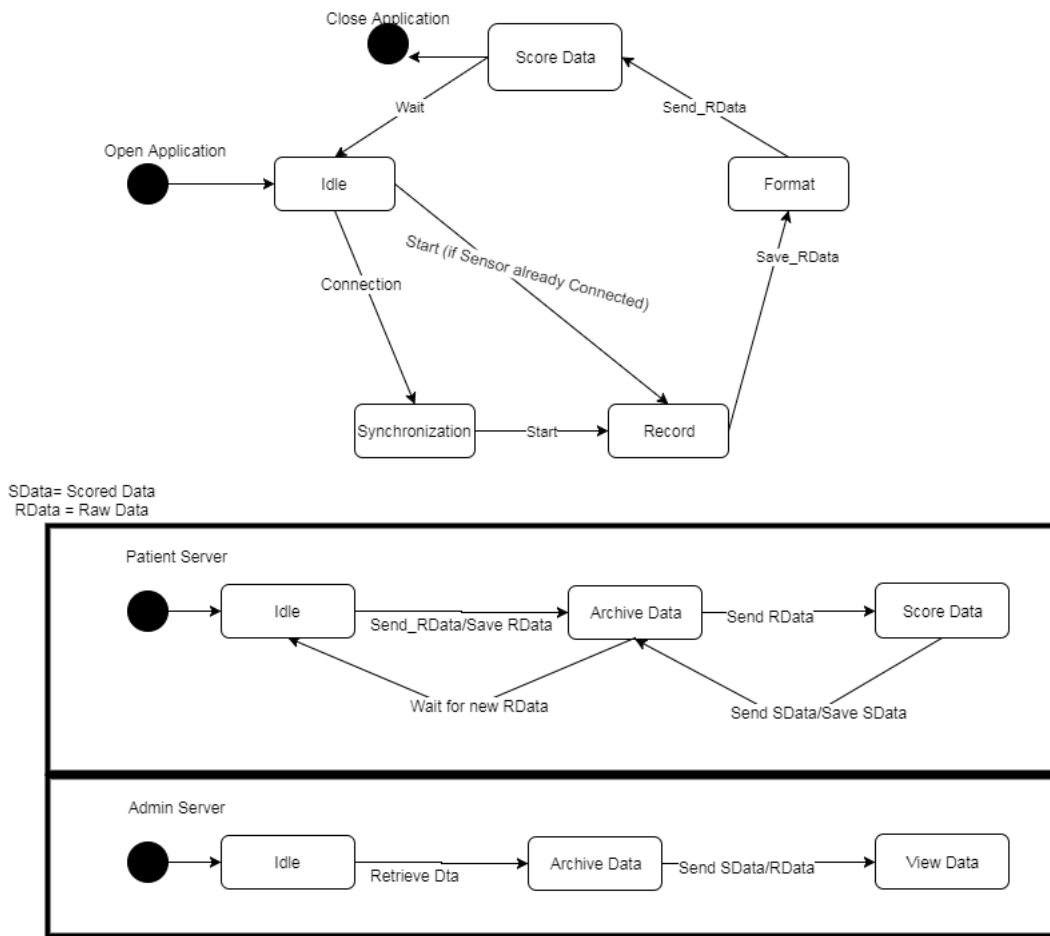 Close Application
Score Data
Send_RData
Wait
Open Application
Idle
Format
Start (if Sensor already Connected)
Save_RData
Connection
Synchronization
Start
Record
SData= Scored Data
RData = Raw Data
Patient Server
Idle
Send_RData/Save RData
Archive Data
Send RData
Score Data
Wait for new RData
Send SData/Save SData
Admin Server
Idle
Retrieve Dta
Archive Data
Send SData/RData
View Data